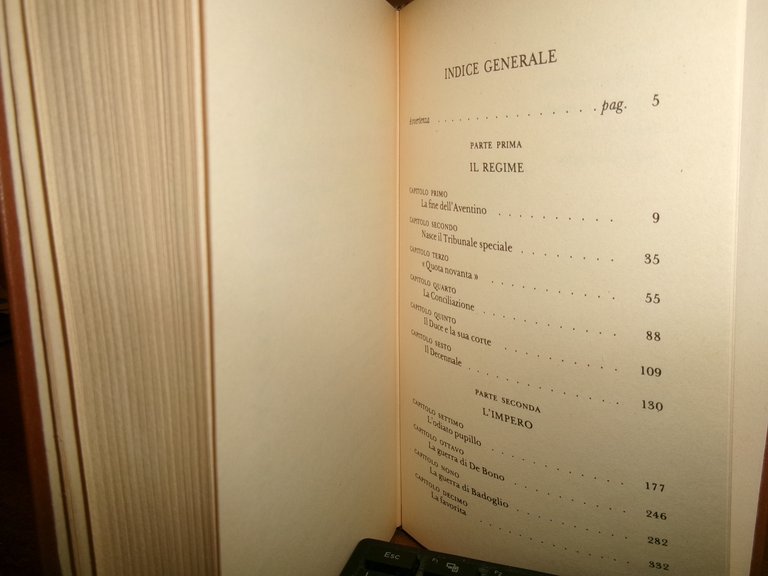 INDICE GENERALE
Avvertenza . . . . . . . . . . . . . . . pag. 5
PARTE PRIMA
IL REGIME
CAPITOLO PRIMO
La fine dell'Aventino . . . . . . . . . 9
CAPITOLO SECONDO
Nasce il Tribunale speciale . . . . . . . 35
CAPITOLO TERZO
« Quota novanta » . . . . . . . . . 55
CAPITOLO QUARTO
La Conciliazione . . . . . . . . . 88
CAPITOLO QUINTO
Il Duce e la sua corte . . . . . . . . 109
CAPITOLO SESTO
Il Decennale . . . . . . . . . . 130
PARTE SECONDA
L'IMPERO
CAPITOLO SETTIMO
L'odiato pupillo . . . . . . . . . 177
CAPITOLO OTTAVO
La guerra di De Bono . . . . . . . . 246
CAPITOLO NONO
La guerra di Badoglio . . . . . . . . 282
CAPITOLO DECIMO
La favorita . . . . . . . . . . 332
Esc
F1
F2